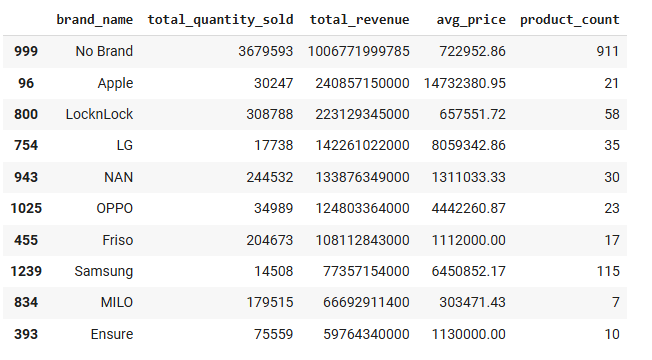 brand_name total_quantity_sold total_revenue avg_price product_count
999 No Brand 3679593 1006771999785 722952.86 911
96 Apple 30247 240857150000 14732380.95 21
800 LocknLock 308788 223129345000 657551.72 58
754 LG 17738 142261022000 8059342.86 35
943 NAN 244532 133876349000 1311033.33 30
1025 OPPO 34989 124803364000 4442260.87 23
455 Friso 204673 108112843000 1112000.00 17
1239 Samsung 14508 77357154000 6450852.17 115
834 MILO 179515 66692911400 303471.43 7
393 Ensure 75559 59764340000 1130000.00 10